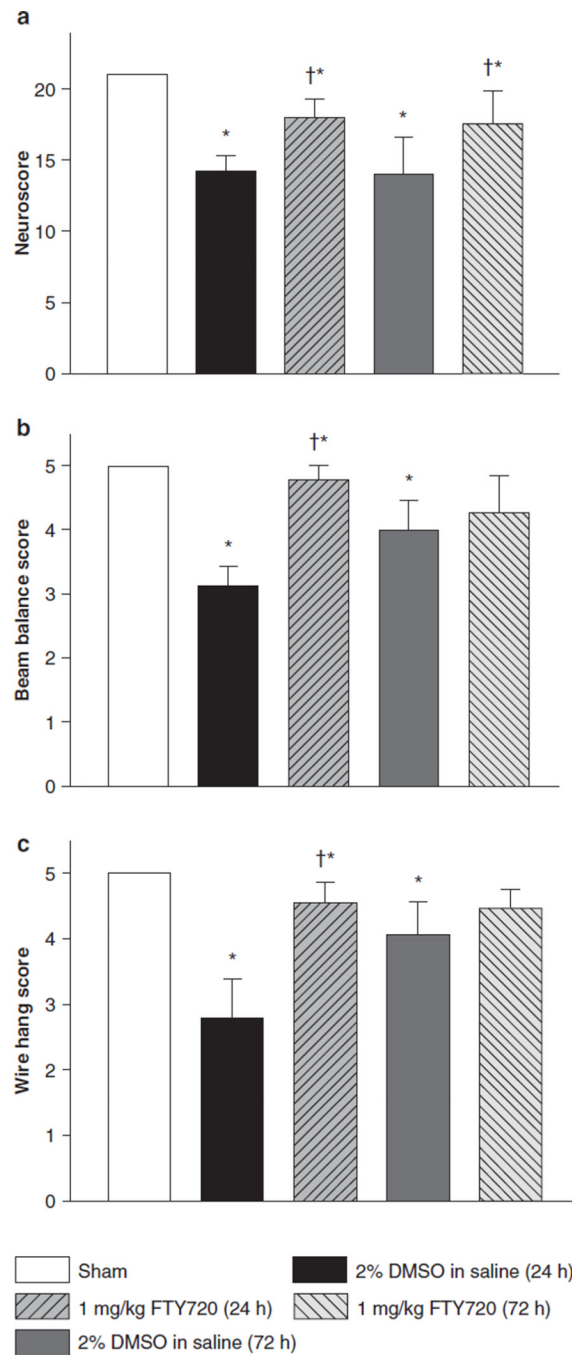 a
Neuroscore
20
15
10
5
0
*
†*
*
†*
b
Beam balance score
5
4
3
2
1
0
*
†*
*
c
Wire hang score
5
4
3
2
1
0
*
†*
*
Sham
2% DMSO in saline (24 h)
1 mg/kg FTY720 (24 h)
1 mg/kg FTY720 (72 h)
2% DMSO in saline (72 h)